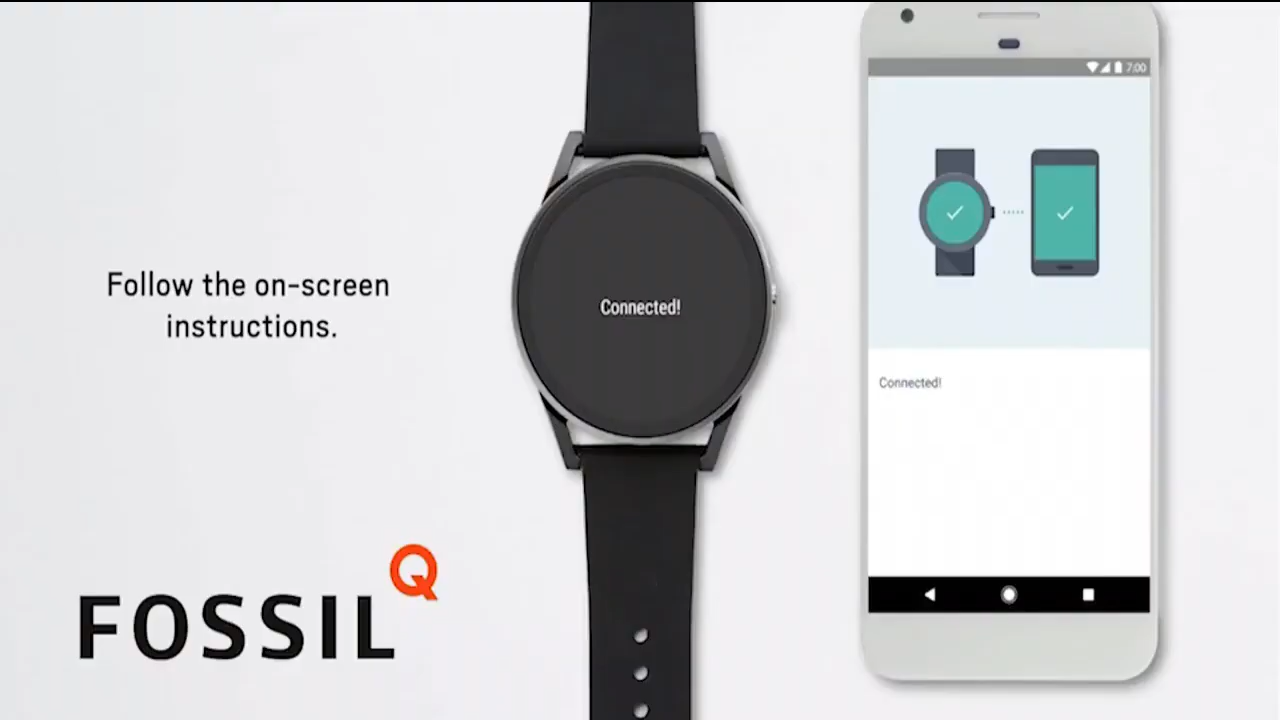 Follow the on-screen
instructions.
Connected!
7:00
Connected!
FOSSIL Q